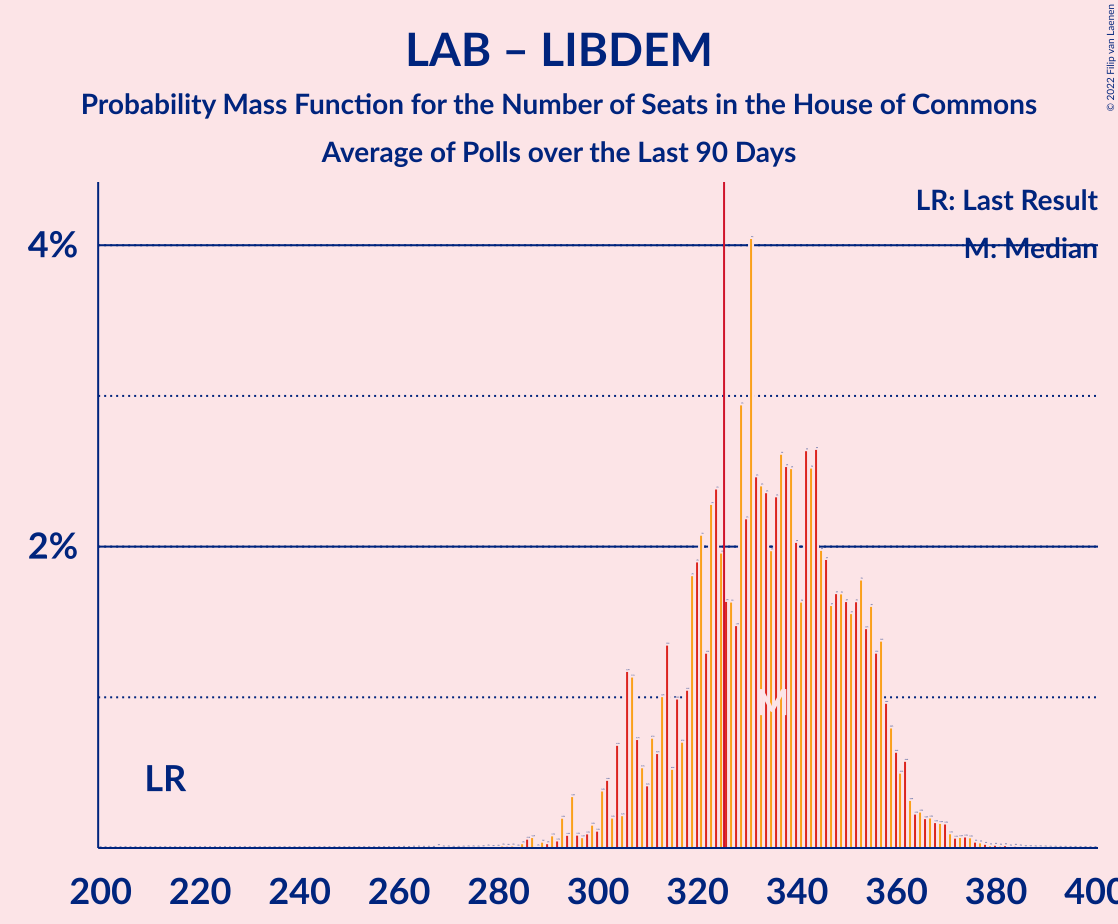 LAB – LIBDEM
Probability Mass Function for the Number of Seats in the House of Commons
Average of Polls over the Last 90 Days
© 2022 Filip van Laenen
LR: Last Result
M: Median
4%
2%
LR
M
200 220 240 260 280 300 320 340 360 380 400